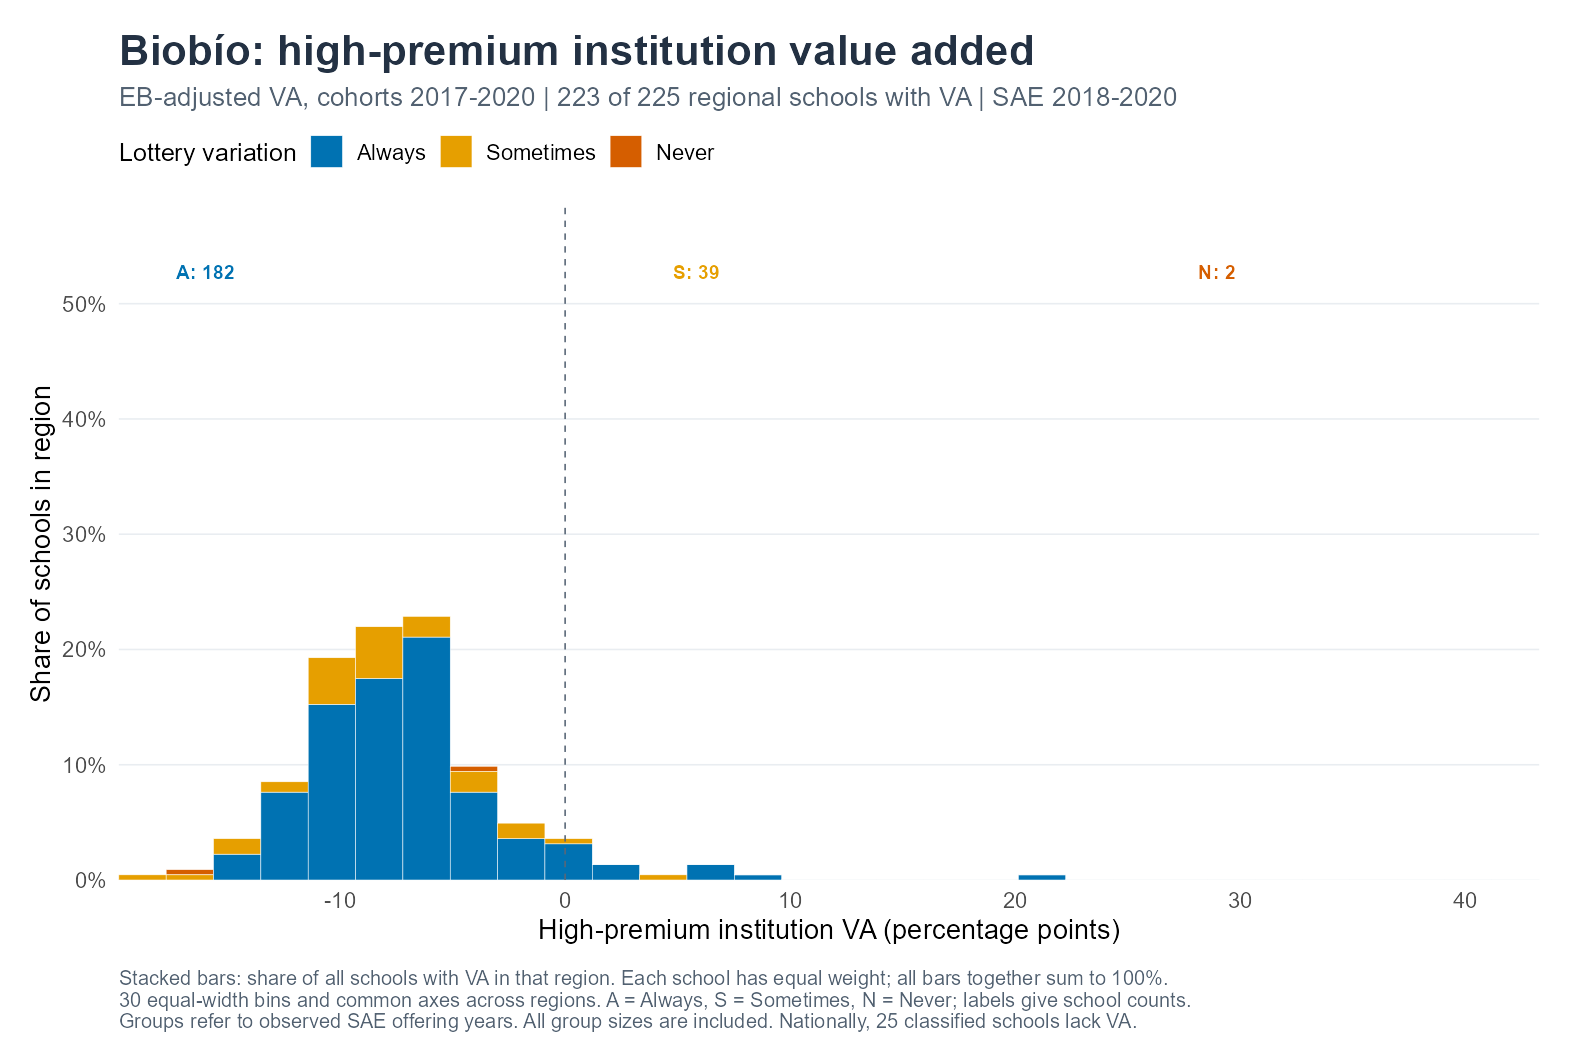 Biobío: high-premium institution value added
EB-adjusted VA, cohorts 2017-2020 | 223 of 225 regional schools with VA | SAE 2018-2020
Lottery variation Always Sometimes Never
A: 182 S: 39 N: 2
50%
40%
30%
20%
10%
0%
Share of schools in region
-10 0 10 20 30 40
High-premium institution VA (percentage points)
Stacked bars: share of all schools with VA in that region. Each school has equal weight; all bars together sum to 100%.
30 equal-width bins and common axes across regions. A = Always, S = Sometimes, N = Never; labels give school counts.
Groups refer to observed SAE offering years. All group sizes are included. Nationally, 25 classified schools lack VA.